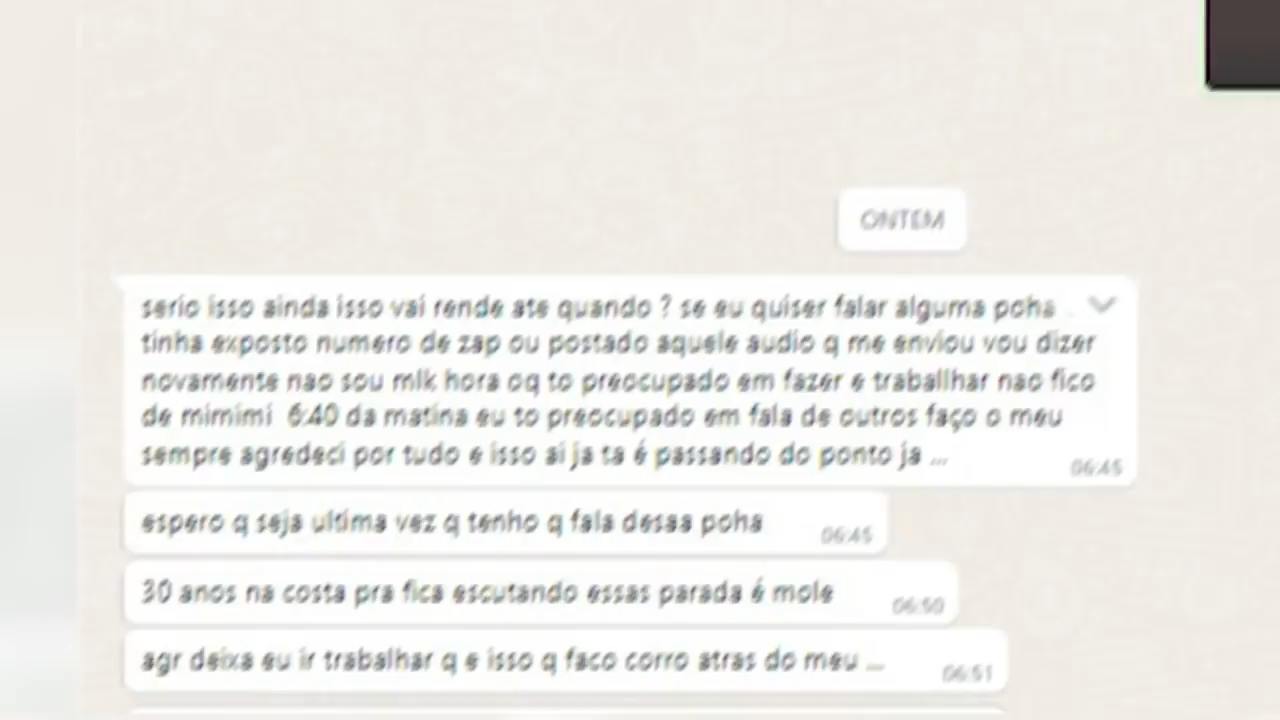 ONTEM
serio isso ainda isso vai rende ate quando ? se eu quiser falar alguma poha .
tinha exposto numero de zap ou postado aquele audio q me enviou vou dizer
novamente nao sou mlk hora oq to preocupado em fazer e traballhar nao fico
de mimimi 6:40 da matina eu to preocupado em fala de outros faço o meu
sempre agredeci por tudo e isso ai ja ta é passando do ponto ja ...
06:45
espero q seja ultima vez q tenho q fala dessa poha
06:45
30 anos na costa pra fica escutando essas parada é mole
06:50
agr deixa eu ir trabalhar q e isso q faco corro atras do meu ...
06:51